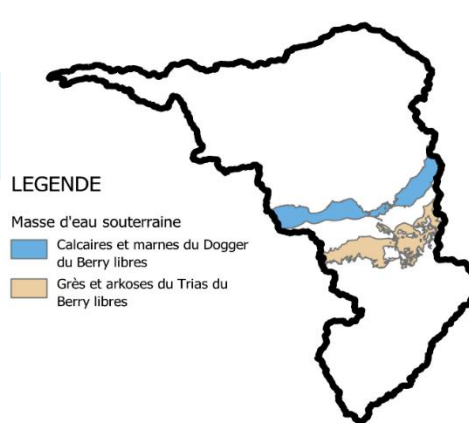 LEGENDE
Masse d'eau souterraine
Calcaires et marnes du Dogger
du Berry libres
Grès et arkoses du Trias du
Berry libres